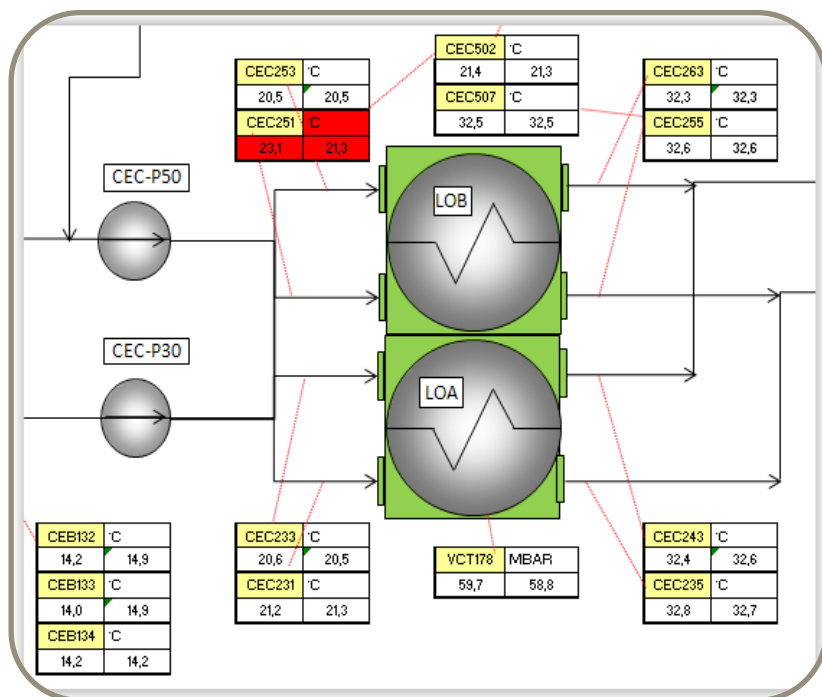 CEC502 °C
21,4 21,3
CEC507 °C
32,5 32,5
CEC253 °C
20,5 20,5
CEC251 °C
23,1 21,3
CEC263 °C
32,3 32,3
CEC255 °C
32,6 32,6
CEC-P50
LOB
CEC-P30
LOA
CEB132 °C
14,2 14,9
CEB133 °C
14,0 14,9
CEB134 °C
14,2 14,2
CEC233 °C
20,6 20,5
CEC231 °C
21,2 21,3
VCT178 MBAR
59,7 58,8
CEC243 °C
32,4 32,6
CEC235 °C
32,8 32,7